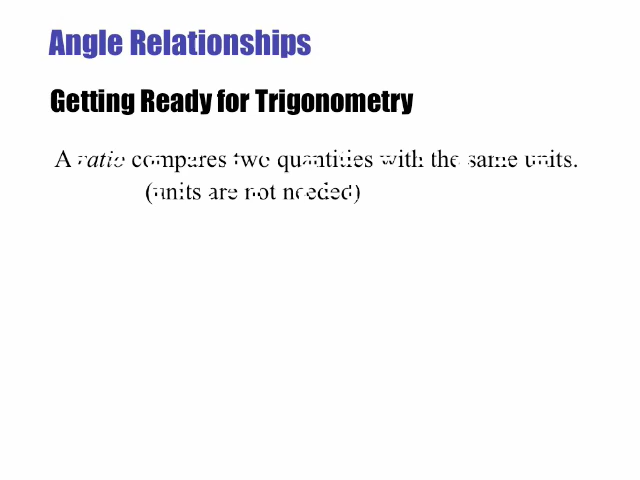 Angle Relationships
Getting Ready for Trigonometry
A ratio compares two quantities with the same units.
(units are not needed)